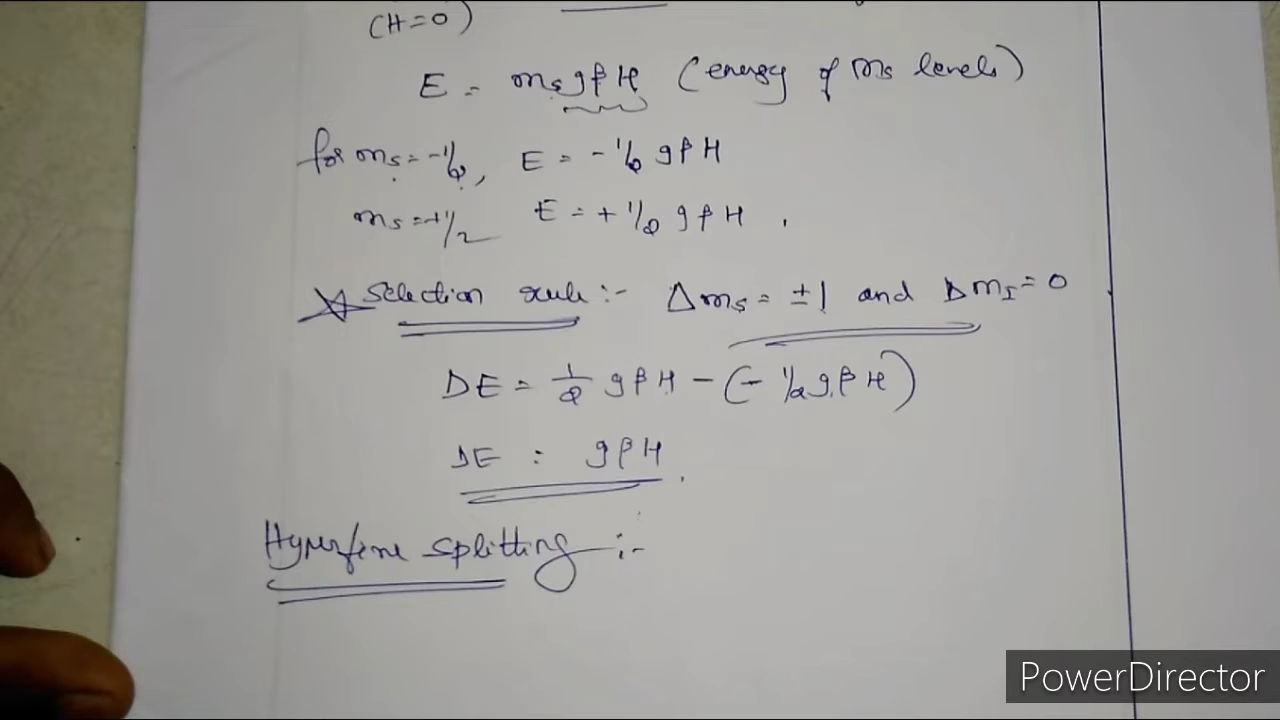 (H=0)
E = msgβH (energy of ms levels)
for ms=-1/2, E = -1/2 gβH
ms=+1/2 E = +1/2 gβH .
Selection rule :- Δms = ±1 and ΔmI=0
ΔE = 1/2 gβH - (-1/2 gβH)
ΔE = gβH .
Hyperfine splitting :-
PowerDirector